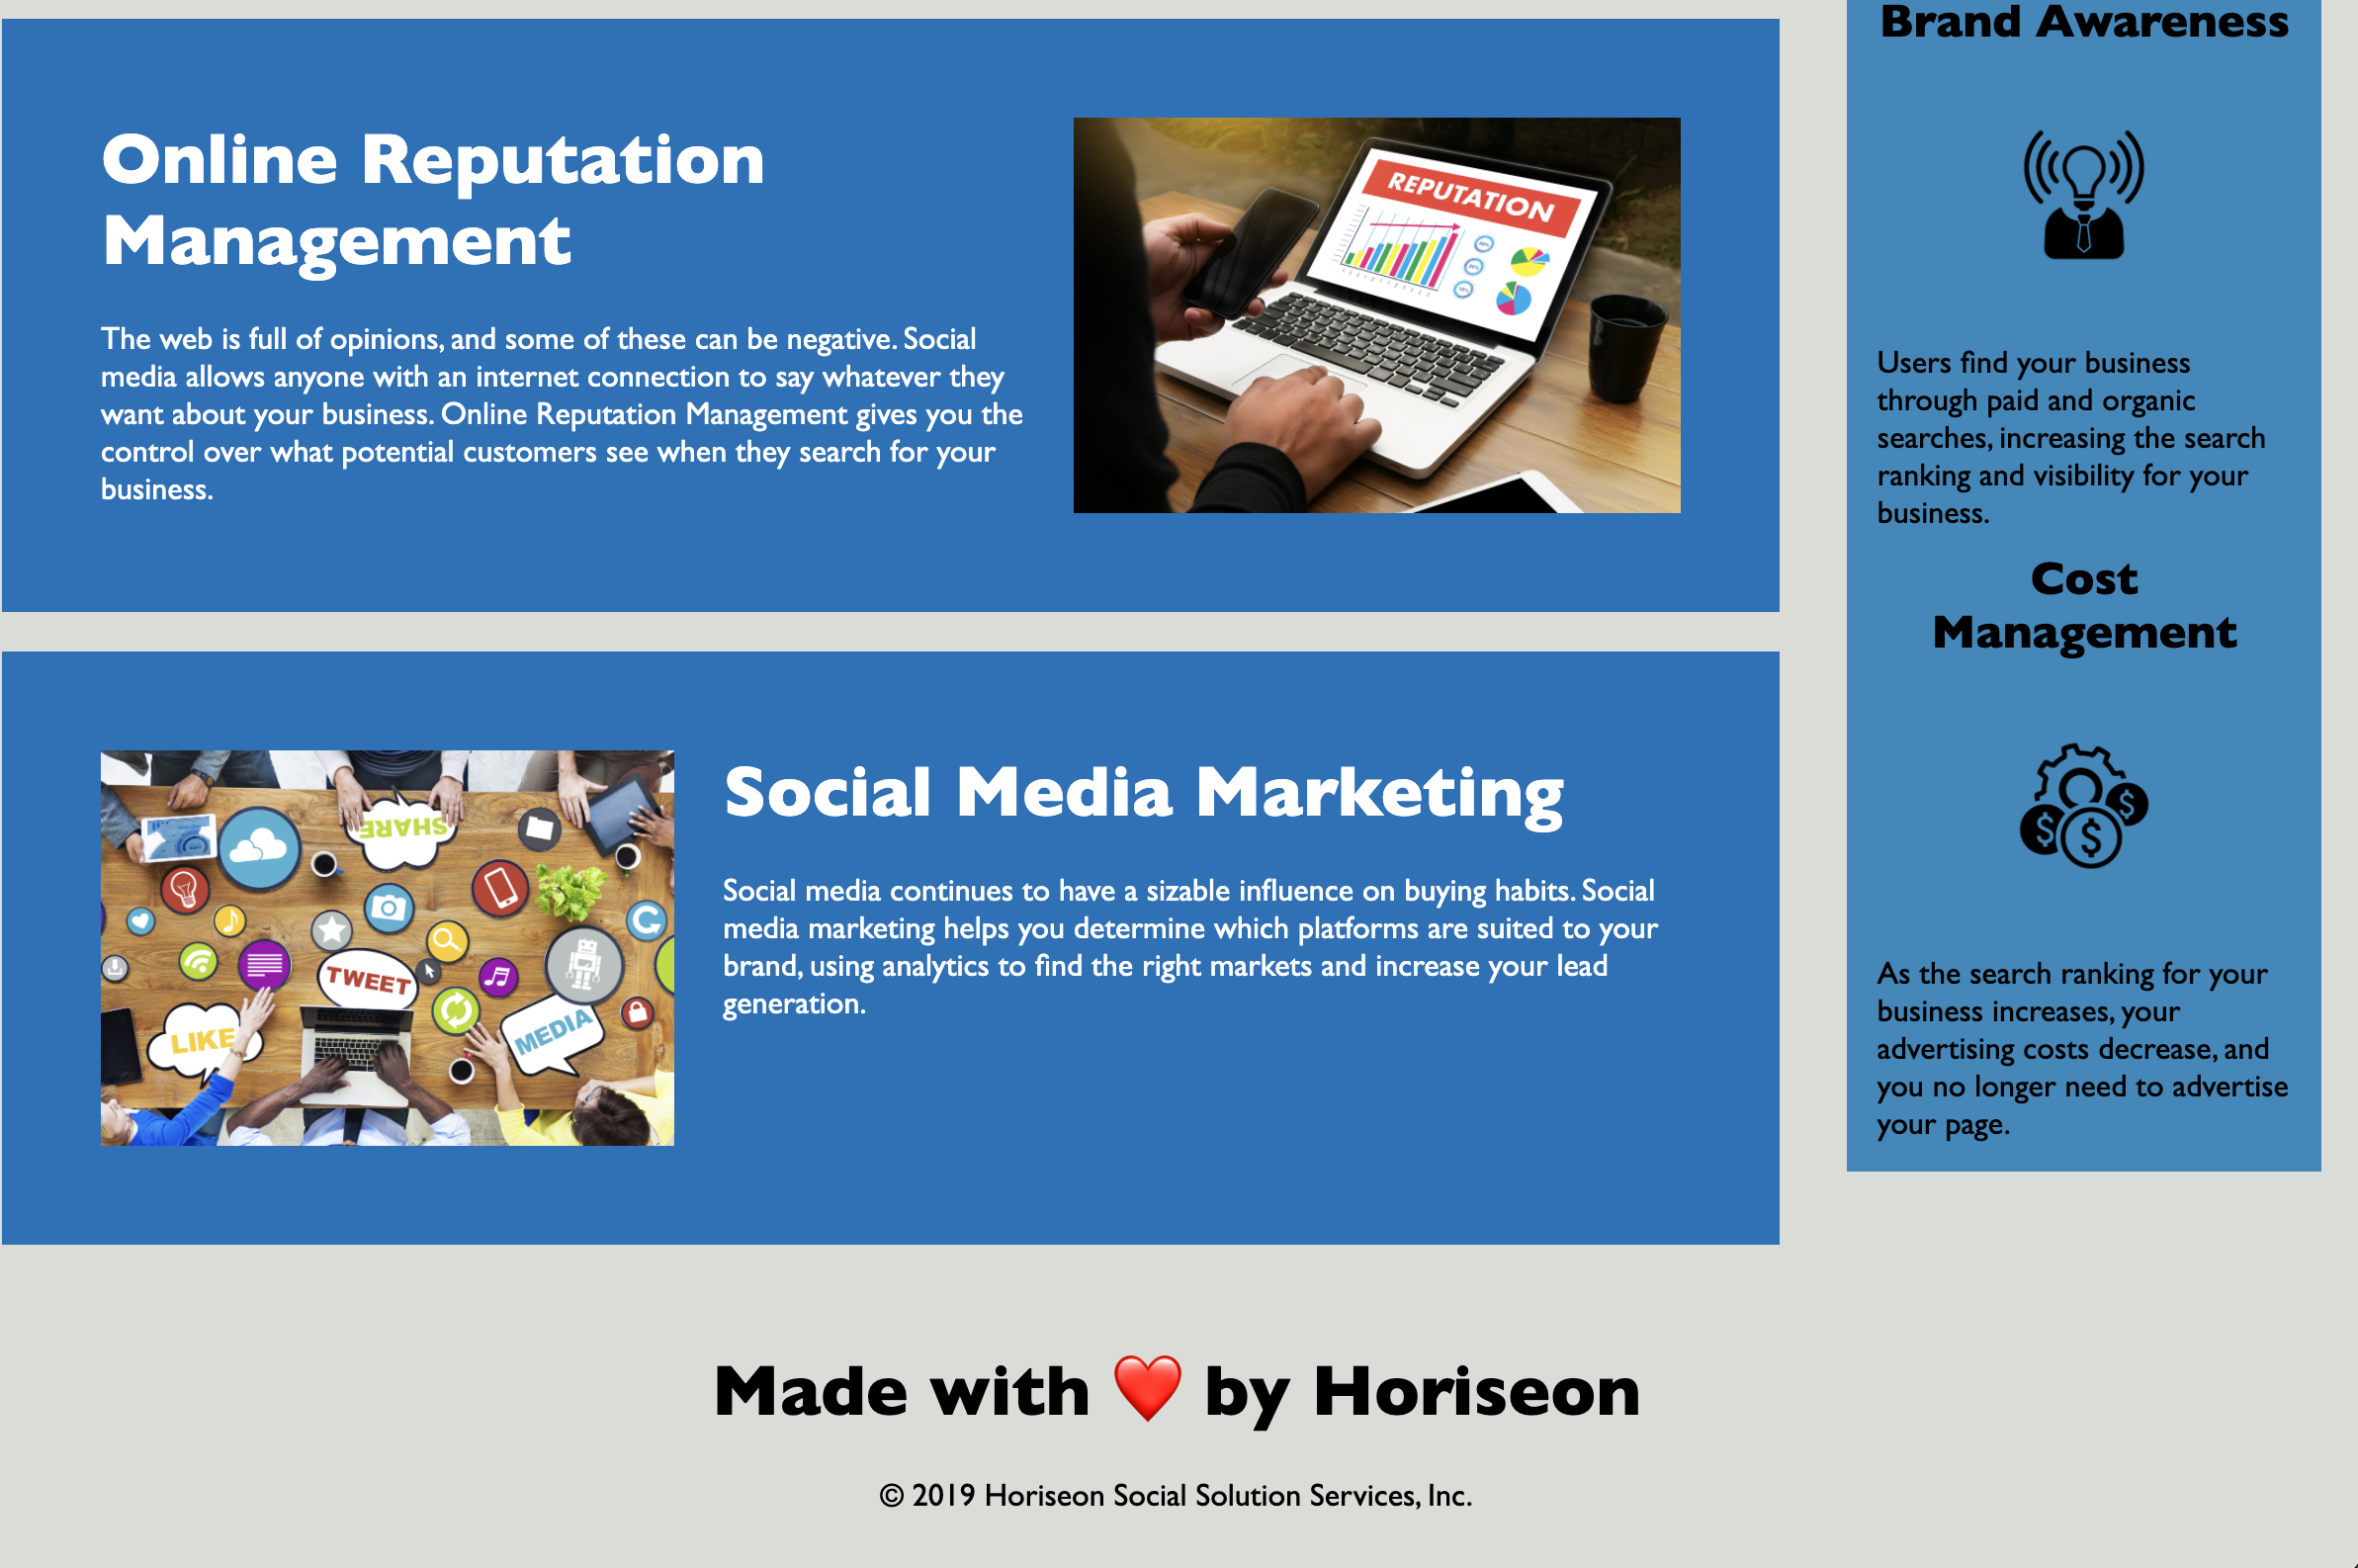 Online Reputation
Management
The web is full of opinions, and some of these can be negative. Social
media allows anyone with an internet connection to say whatever they
want about your business. Online Reputation Management gives you the
control over what potential customers see when they search for your
business.
REPUTATION
SHARE
TWEET
LIKE
MEDIA
Social Media Marketing
Social media continues to have a sizable influence on buying habits. Social
media marketing helps you determine which platforms are suited to your
brand, using analytics to find the right markets and increase your lead
generation.
Brand Awareness
Users find your business
through paid and organic
searches, increasing the search
ranking and visibility for your
business.
Cost
Management
$ $ $
As the search ranking for your
business increases, your
advertising costs decrease, and
you no longer need to advertise
your page.
Made with ❤️ by Horiseon
© 2019 Horiseon Social Solution Services, Inc.